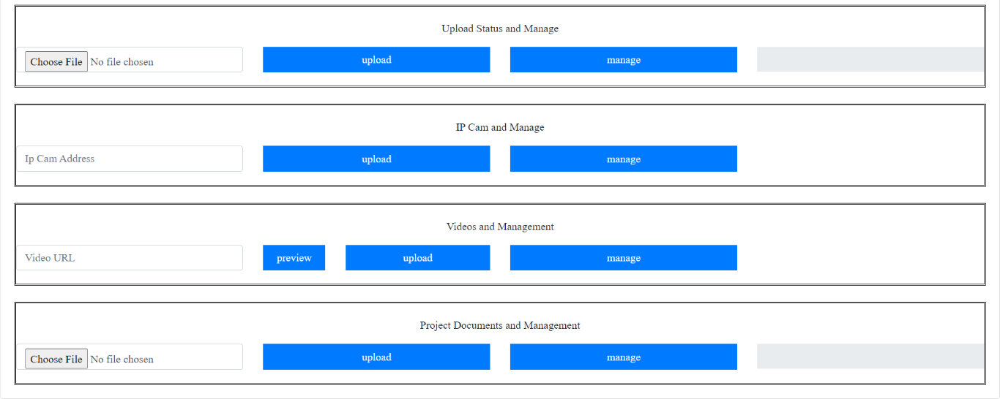 Upload Status and Manage
Choose File No file chosen upload manage
IP Cam and Manage
Ip Cam Address upload manage
Videos and Management
Video URL preview upload manage
Project Documents and Management
Choose File No file chosen upload manage